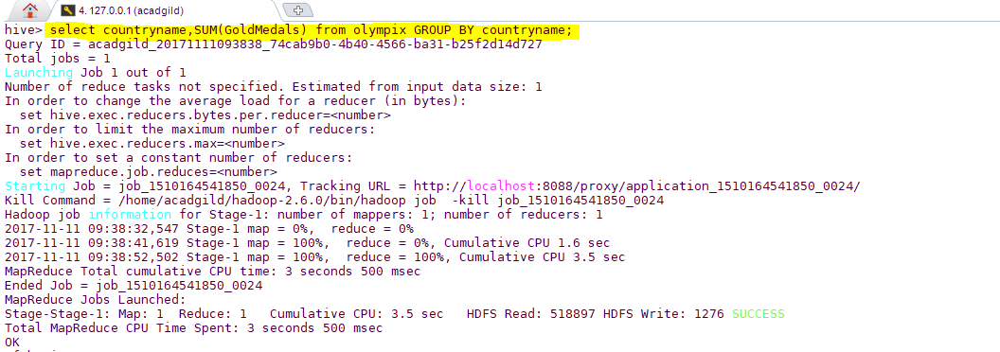 4. 127.0.0.1 (acadgild)
hive> select countryname,SUM(GoldMedals) from olympix GROUP BY countryname;
Query ID = acadgild_20171111093838_74cab9b0-4b40-4566-ba31-b25f2d14d727
Total jobs = 1
Launching Job 1 out of 1
Number of reduce tasks not specified. Estimated from input data size: 1
In order to change the average load for a reducer (in bytes):
  set hive.exec.reducers.bytes.per.reducer=<number>
In order to limit the maximum number of reducers:
  set hive.exec.reducers.max=<number>
In order to set a constant number of reducers:
  set mapreduce.job.reduces=<number>
Starting Job = job_1510164541850_0024, Tracking URL = http://localhost:8088/proxy/application_1510164541850_0024/
Kill Command = /home/acadgild/hadoop-2.6.0/bin/hadoop job  -kill job_1510164541850_0024
Hadoop job information for Stage-1: number of mappers: 1; number of reducers: 1
2017-11-11 09:38:32,547 Stage-1 map = 0%,  reduce = 0%
2017-11-11 09:38:41,619 Stage-1 map = 100%,  reduce = 0%, Cumulative CPU 1.6 sec
2017-11-11 09:38:52,502 Stage-1 map = 100%,  reduce = 100%, Cumulative CPU 3.5 sec
MapReduce Total cumulative CPU time: 3 seconds 500 msec
Ended Job = job_1510164541850_0024
MapReduce Jobs Launched:
Stage-Stage-1: Map: 1  Reduce: 1   Cumulative CPU: 3.5 sec   HDFS Read: 518897 HDFS Write: 1276 SUCCESS
Total MapReduce CPU Time Spent: 3 seconds 500 msec
OK